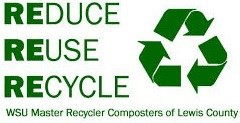 REDUCE
REUSE
RECYCLE
WSU Master Recycler Composters of Lewis County